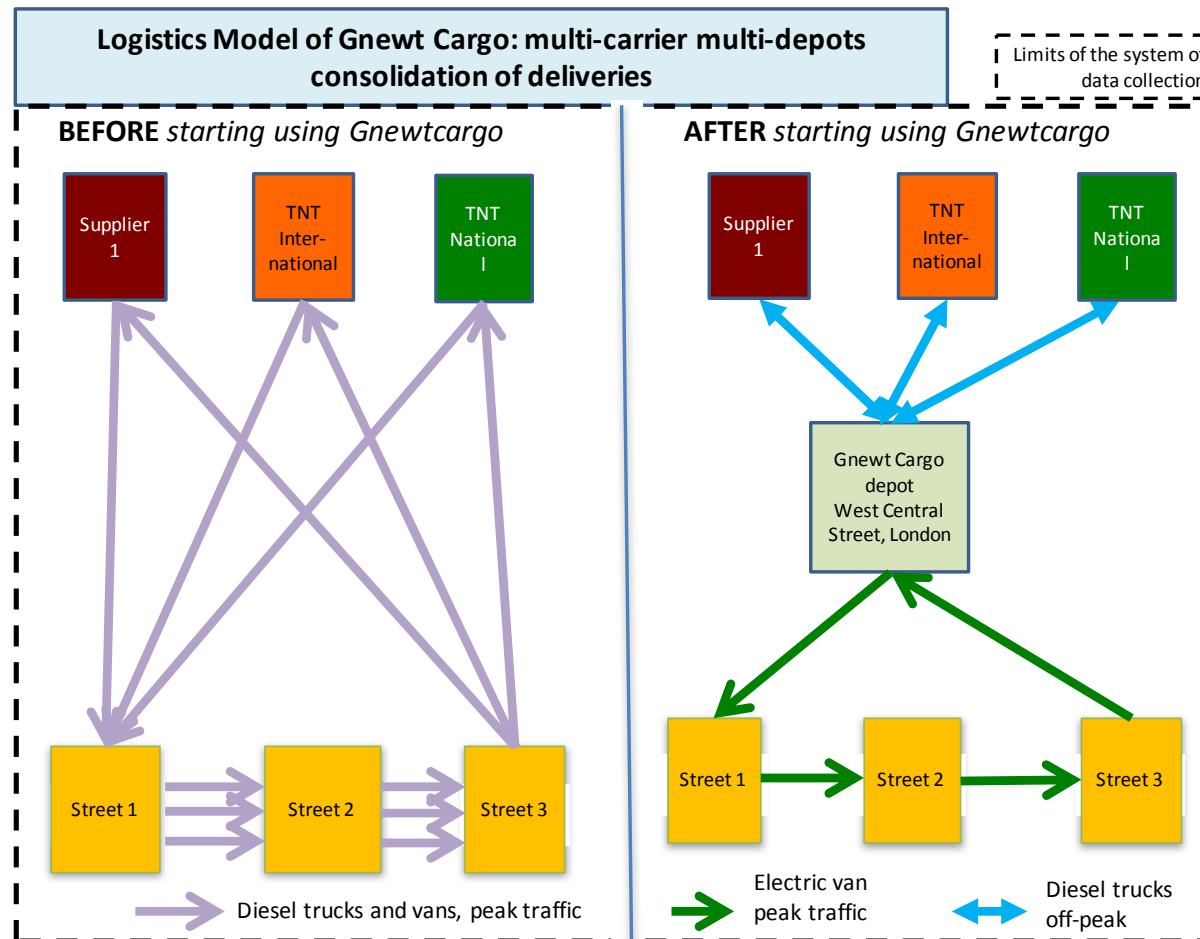 Logistics Model of Gnewt Cargo: multi-carrier multi-depots
consolidation of deliveries
Limits of the system of
data collection
BEFORE starting using Gnewtcargo
AFTER starting using Gnewtcargo
Supplier
1
TNT
Inter-
national
TNT
Nationa
l
Supplier
1
TNT
Inter-
national
TNT
Nationa
l
Gnewt Cargo
depot
West Central
Street, London
Street 1
Street 2
Street 3
Street 1
Street 2
Street 3
Diesel trucks and vans, peak traffic
Electric van
peak traffic
Diesel trucks
off-peak